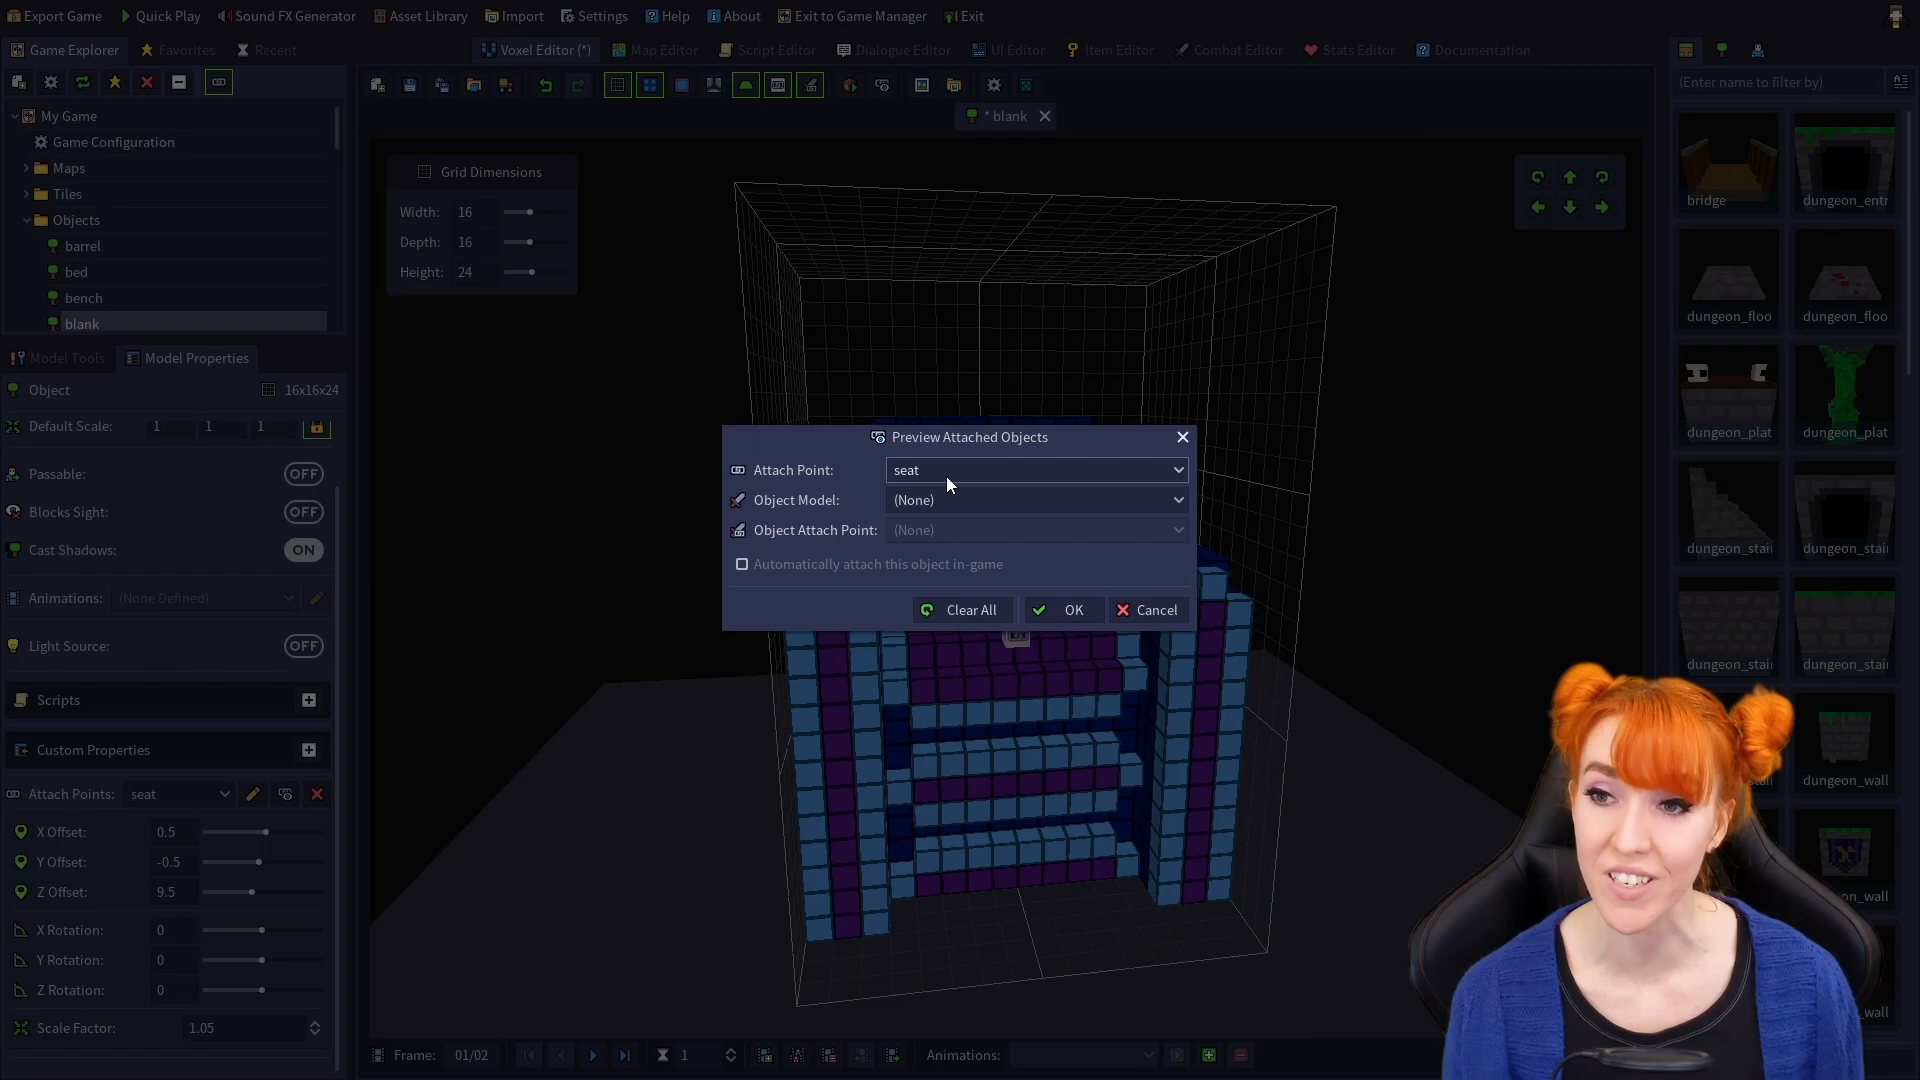 Export Game Quick Play Sound FX Generator Asset Library Import Settings Help About Exit to Game Manager Exit
Game Explorer Favorites Recent Voxel Editor (*) Map Editor Script Editor Dialogue Editor UI Editor Item Editor Combat Editor Stats Editor Documentation
(Enter name to filter by)
My Game
* blank
Game Configuration
Maps
Tiles
Objects
barrel
bed
bench
blank
Grid Dimensions
Width: 16
Depth: 16
Height: 24
bridge dungeon_entr
dungeon_floo dungeon_floo
dungeon_plat dungeon_plat
dungeon_stair dungeon_stair
dungeon_stair dungeon_stair
dungeon_wall
on_wall
wall
Model Tools Model Properties
Object 16x16x24
Default Scale: 1 1 1
Passable: OFF
Blocks Sight: OFF
Cast Shadows: ON
Animations: (None Defined)
Light Source: OFF
Scripts
Custom Properties
Attach Points: seat
X Offset: 0.5
Y Offset: -0.5
Z Offset: 9.5
X Rotation: 0
Y Rotation: 0
Z Rotation: 0
Scale Factor: 1.05
Preview Attached Objects
Attach Point: seat
Object Model: (None)
Object Attach Point: (None)
Automatically attach this object in-game
Clear All OK Cancel
Frame: 01/02 1 Animations: